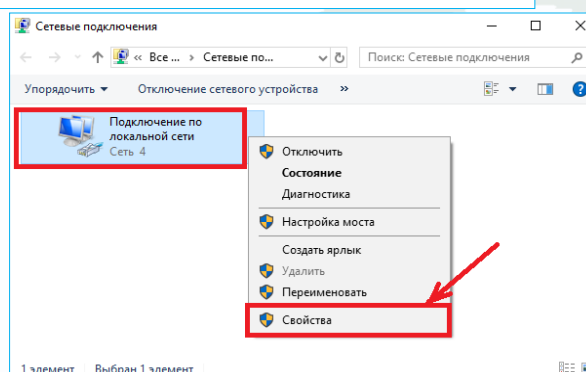 Сетевые подключения
« Все ... › Сетевые по...
Поиск: Сетевые подключения
Упорядочить
Отключение сетевого устройства
»
Подключение по
локальной сети
Сеть 4
Отключить
Состояние
Диагностика
Настройка моста
Создать ярлык
Удалить
Переименовать
Свойства
1 элемент
Выбран 1 элемент